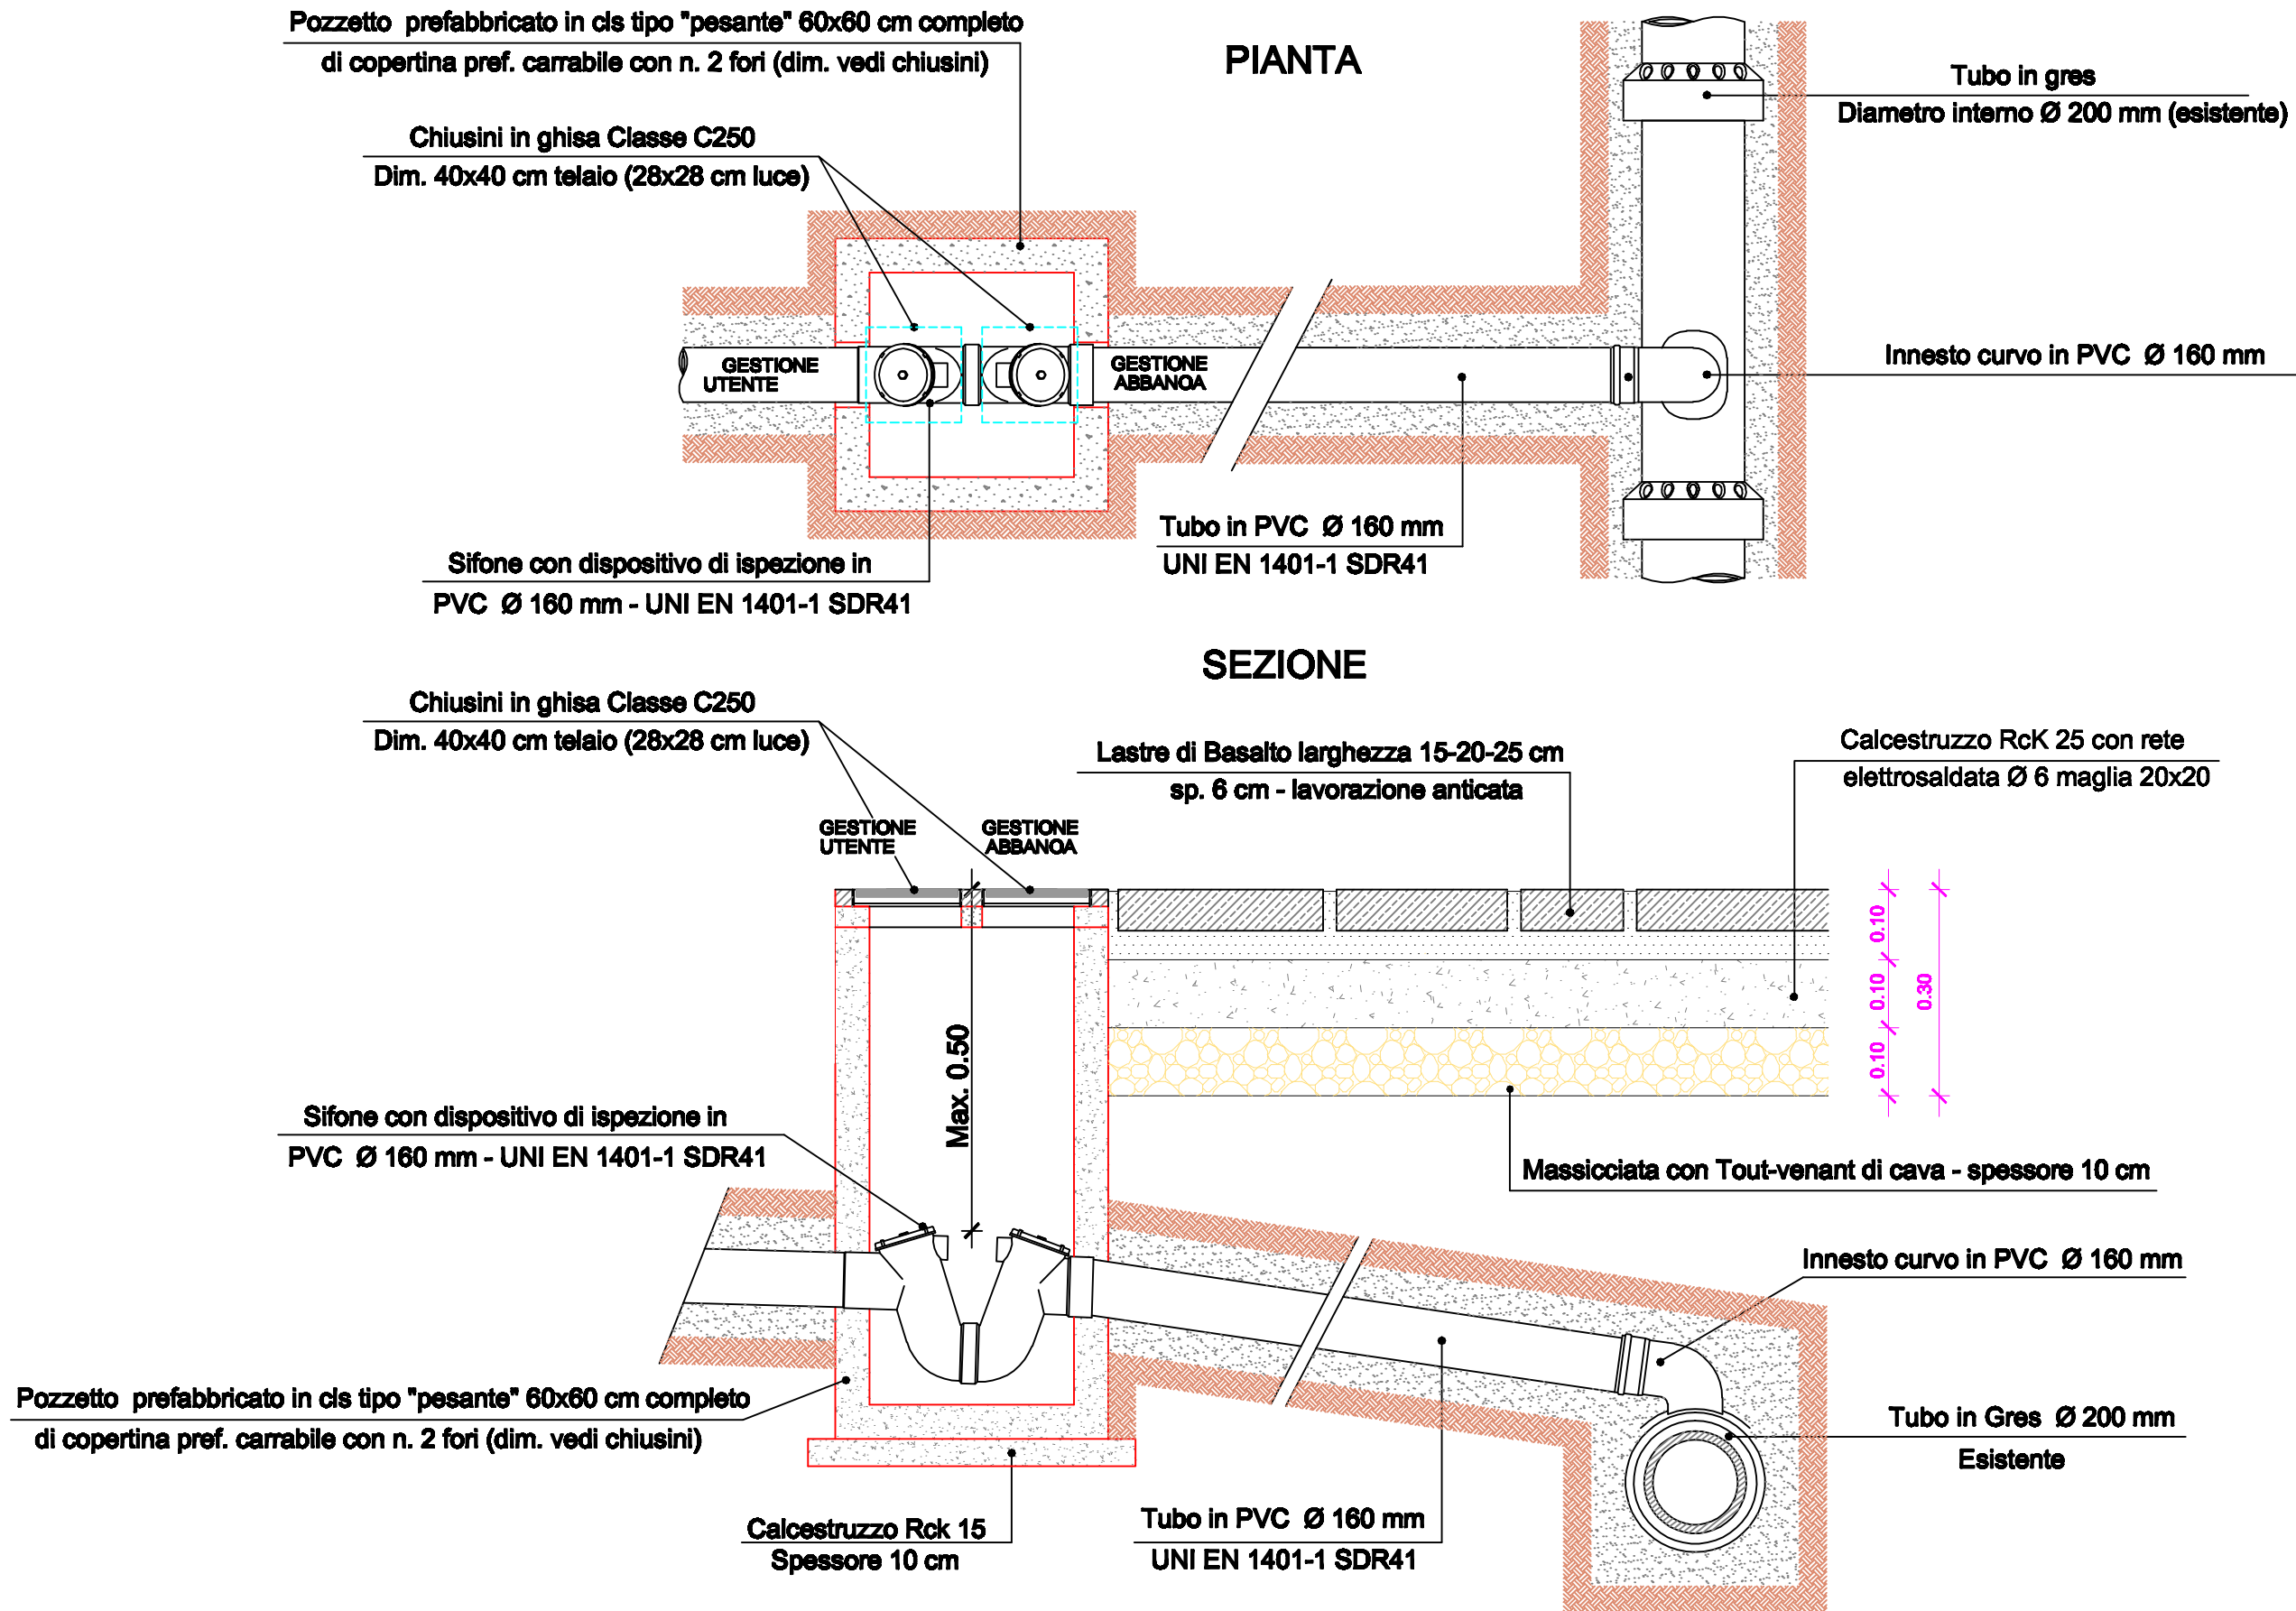 Pozzetto prefabbricato in cls tipo "pesante" 60x60 cm completo
di copertina pref. carrabile con n. 2 fori (dim. vedi chiusini)
PIANTA
Tubo in gres
Diametro interno Ø 200 mm (esistente)
Chiusini in ghisa Classe C250
Dim. 40x40 cm telaio (28x28 cm luce)
GESTIONE
UTENTE
GESTIONE
ABBANOA
Innesto curvo in PVC Ø 160 mm
Tubo in PVC Ø 160 mm
UNI EN 1401-1 SDR41
Sifone con dispositivo di ispezione in
PVC Ø 160 mm - UNI EN 1401-1 SDR41
SEZIONE
Chiusini in ghisa Classe C250
Dim. 40x40 cm telaio (28x28 cm luce)
Lastre di Basalto larghezza 15-20-25 cm
sp. 6 cm - lavorazione anticata
Calcestruzzo RcK 25 con rete
elettrosaldata Ø 6 maglia 20x20
GESTIONE
UTENTE
GESTIONE
ABBANOA
0.10
0.10
0.10
0.30
Max. 0.50
Sifone con dispositivo di ispezione in
PVC Ø 160 mm - UNI EN 1401-1 SDR41
Massicciata con Tout-venant di cava - spessore 10 cm
Innesto curvo in PVC Ø 160 mm
Pozzetto prefabbricato in cls tipo "pesante" 60x60 cm completo
di copertina pref. carrabile con n. 2 fori (dim. vedi chiusini)
Tubo in Gres Ø 200 mm
Esistente
Calcestruzzo Rck 15
Spessore 10 cm
Tubo in PVC Ø 160 mm
UNI EN 1401-1 SDR41